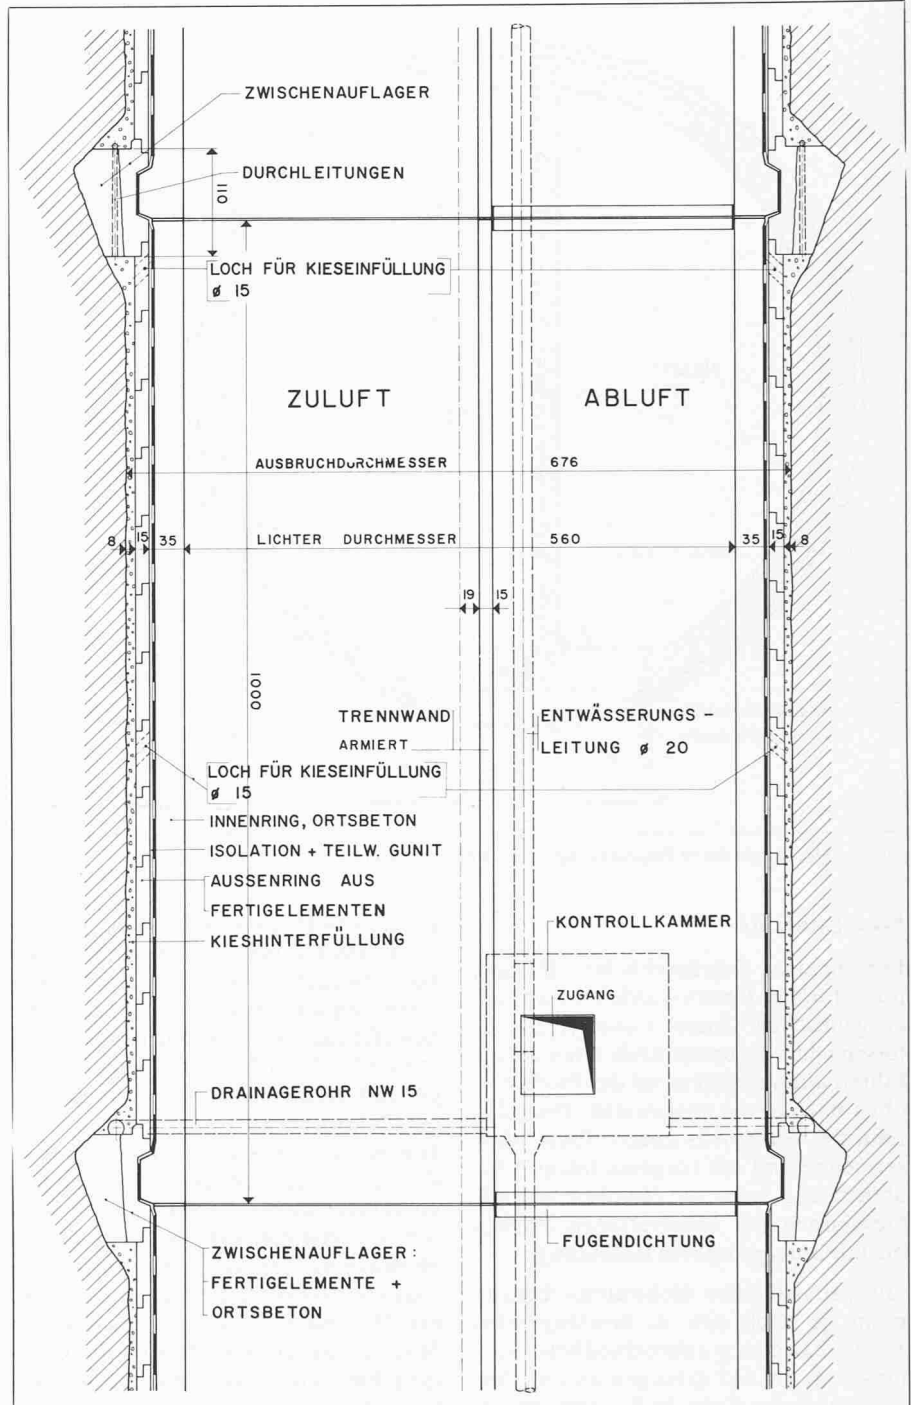 ZWISCHENAUFLAGER
DURCHLEITUNGEN
110
LOCH FÜR KIESEINFÜLLUNG
ø 15
ZULUFT
ABLUFT
AUSBRUCHDURCHMESSER 676
8 15 35 LICHTER DURCHMESSER 560 35 15 8
19 15
1000
TRENNWAND
ARMIERT
ENTWÄSSERUNGS-
LEITUNG ø 20
LOCH FÜR KIESEINFÜLLUNG
ø 15
INNENRING, ORTSBETON
ISOLATION + TEILW. GUNIT
AUSSENRING AUS
FERTIGELEMENTEN
KIESHINTERFÜLLUNG
KONTROLLKAMMER
ZUGANG
DRAINAGEROHR NW 15
FUGENDICHTUNG
ZWISCHENAUFLAGER:
FERTIGELEMENTE +
ORTSBETON